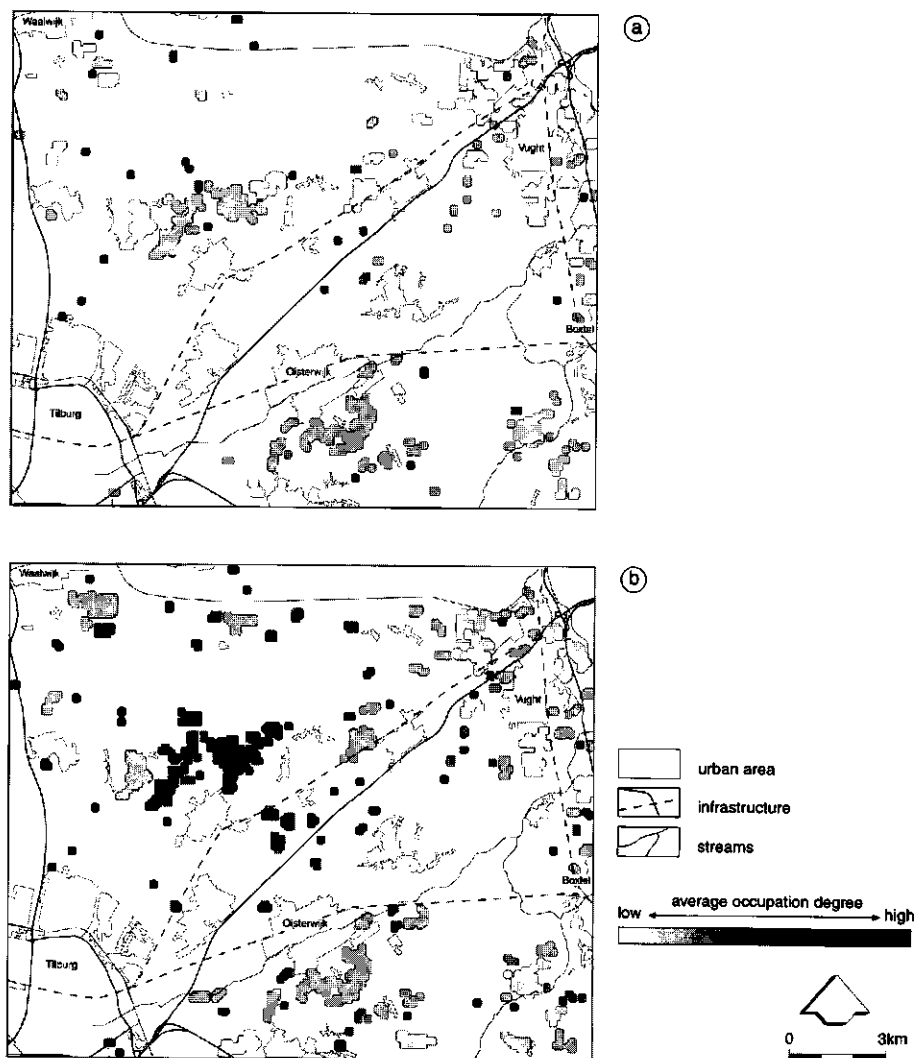 Waalwijk
a
Vught
Boxtel
Oisterwijk
Tilburg
Waalwijk
b
Vught
urban area
infrastructure
streams
Boxtel
average occupation degree
low
high
Oisterwijk
Tilburg
0
3km